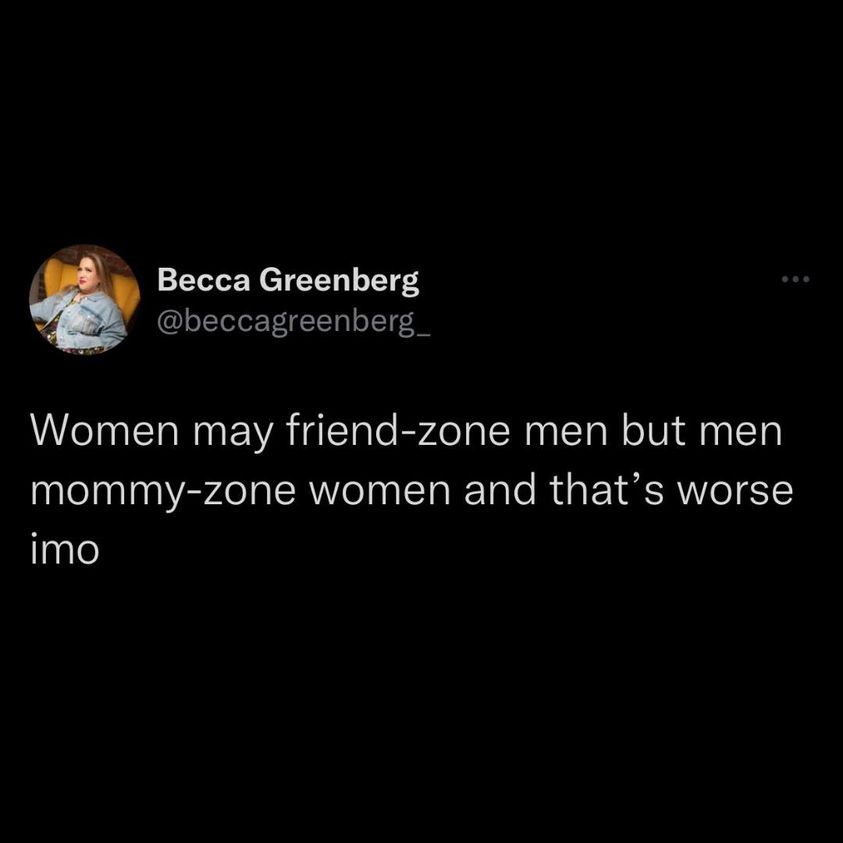 Becca Greenberg
@beccagreenberg_
Women may friend-zone men but men
mommy-zone women and that’s worse
imo